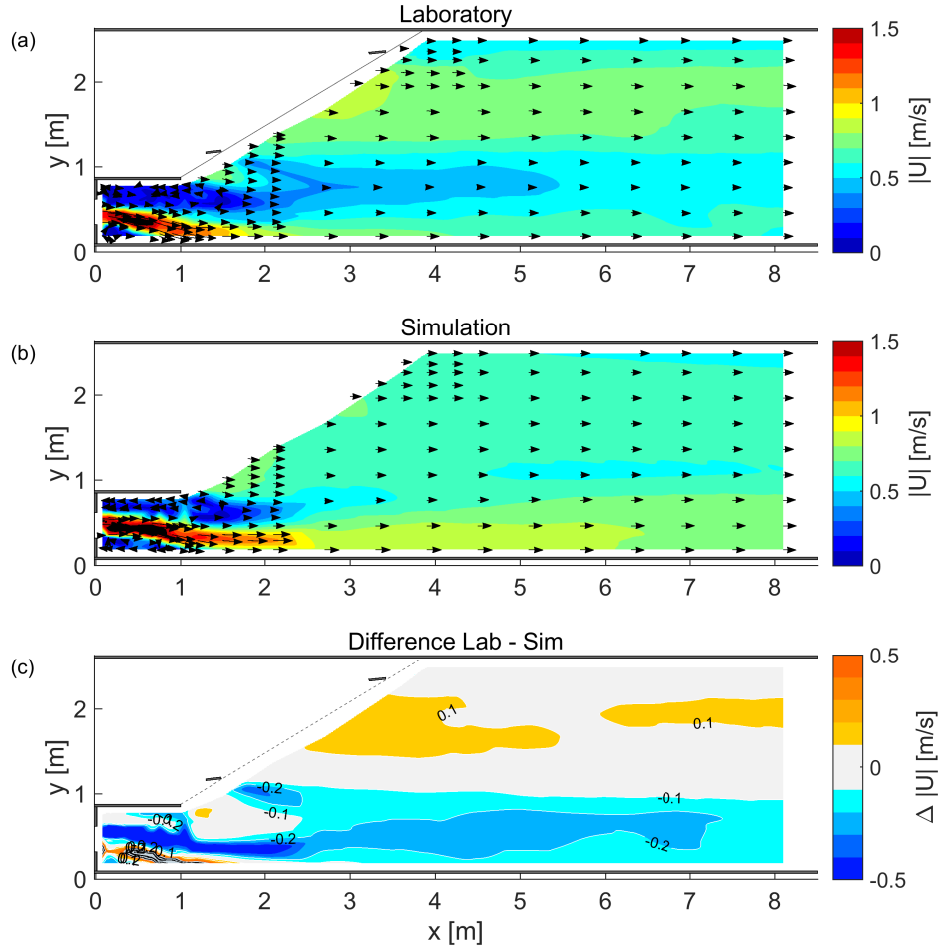 Laboratory
(a)
y [m]
2
1
0
0 1 2 3 4 5 6 7 8
1.5
1
0.5
0
|U| [m/s]
Simulation
(b)
y [m]
2
1
0
0 1 2 3 4 5 6 7 8
1.5
1
0.5
0
|U| [m/s]
Difference Lab - Sim
(c)
y [m]
2
1
0
0.1
0.1
-0.2
-0.1
-0.1
-0.2
-0.2
0 1 2 3 4 5 6 7 8
x [m]
0.5
0
-0.5
Δ |U| [m/s]